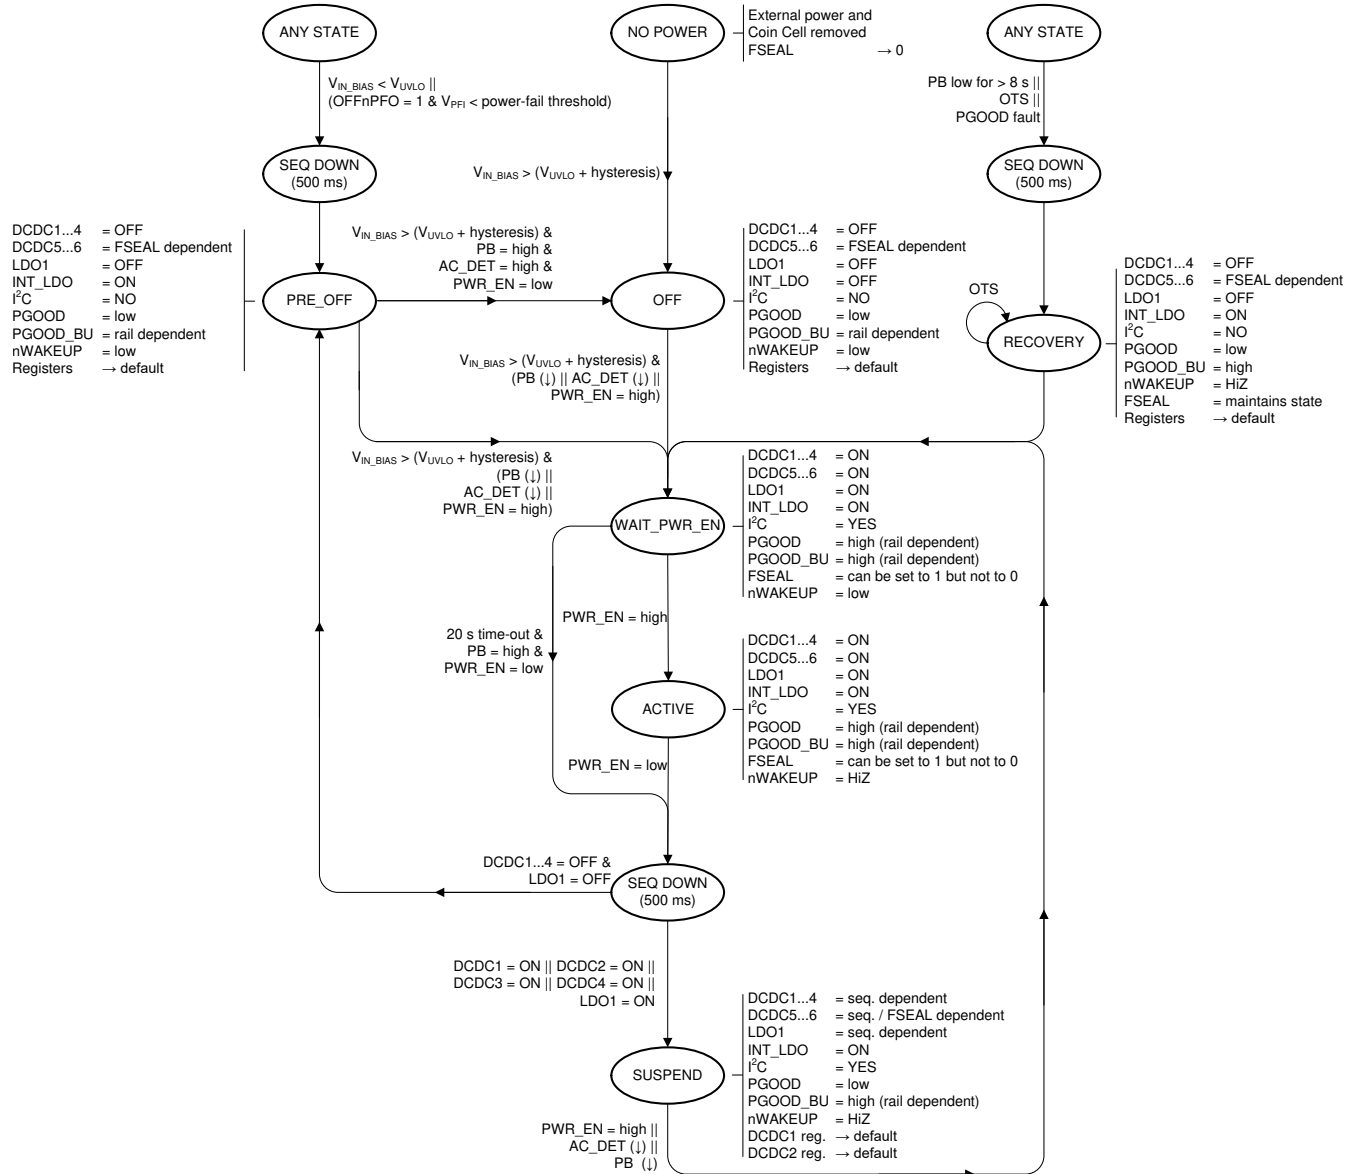 ANY STATE
NO POWER
External power and
Coin Cell removed
FSEAL → 0
ANY STATE
V_IN_BIAS < V_UVLO ||
(OFFnPFO = 1 & V_PFI < power-fail threshold)
PB low for > 8 s ||
OTS ||
PGOOD fault
SEQ DOWN
(500 ms)
V_IN_BIAS > (V_UVLO + hysteresis)
SEQ DOWN
(500 ms)
DCDC1...4 = OFF
DCDC5...6 = FSEAL dependent
LDO1 = OFF
INT_LDO = ON
I²C = NO
PGOOD = low
PGOOD_BU = rail dependent
nWAKEUP = low
Registers → default
PRE_OFF
V_IN_BIAS > (V_UVLO + hysteresis) &
PB = high &
AC_DET = high &
PWR_EN = low
OFF
DCDC1...4 = OFF
DCDC5...6 = FSEAL dependent
LDO1 = OFF
INT_LDO = OFF
I²C = NO
PGOOD = low
PGOOD_BU = rail dependent
nWAKEUP = low
Registers → default
OTS
RECOVERY
DCDC1...4 = OFF
DCDC5...6 = FSEAL dependent
LDO1 = OFF
INT_LDO = ON
I²C = NO
PGOOD = low
PGOOD_BU = high
nWAKEUP = HiZ
FSEAL = maintains state
Registers → default
V_IN_BIAS > (V_UVLO + hysteresis) &
(PB (↓) || AC_DET (↓) ||
PWR_EN = high)
V_IN_BIAS > (V_UVLO + hysteresis) &
(PB (↓) ||
AC_DET (↓) ||
PWR_EN = high)
WAIT_PWR_EN
DCDC1...4 = ON
DCDC5...6 = ON
LDO1 = ON
INT_LDO = ON
I²C = YES
PGOOD = high (rail dependent)
PGOOD_BU = high (rail dependent)
FSEAL = can be set to 1 but not to 0
nWAKEUP = low
PWR_EN = high
20 s time-out &
PB = high &
PWR_EN = low
ACTIVE
DCDC1...4 = ON
DCDC5...6 = ON
LDO1 = ON
INT_LDO = ON
I²C = YES
PGOOD = high (rail dependent)
PGOOD_BU = high (rail dependent)
FSEAL = can be set to 1 but not to 0
nWAKEUP = HiZ
PWR_EN = low
DCDC1...4 = OFF &
LDO1 = OFF
SEQ DOWN
(500 ms)
DCDC1 = ON || DCDC2 = ON ||
DCDC3 = ON || DCDC4 = ON ||
LDO1 = ON
SUSPEND
DCDC1...4 = seq. dependent
DCDC5...6 = seq. / FSEAL dependent
LDO1 = seq. dependent
INT_LDO = ON
I²C = YES
PGOOD = low
PGOOD_BU = high (rail dependent)
nWAKEUP = HiZ
DCDC1 reg. → default
DCDC2 reg. → default
PWR_EN = high ||
AC_DET (↓) ||
PB (↓)